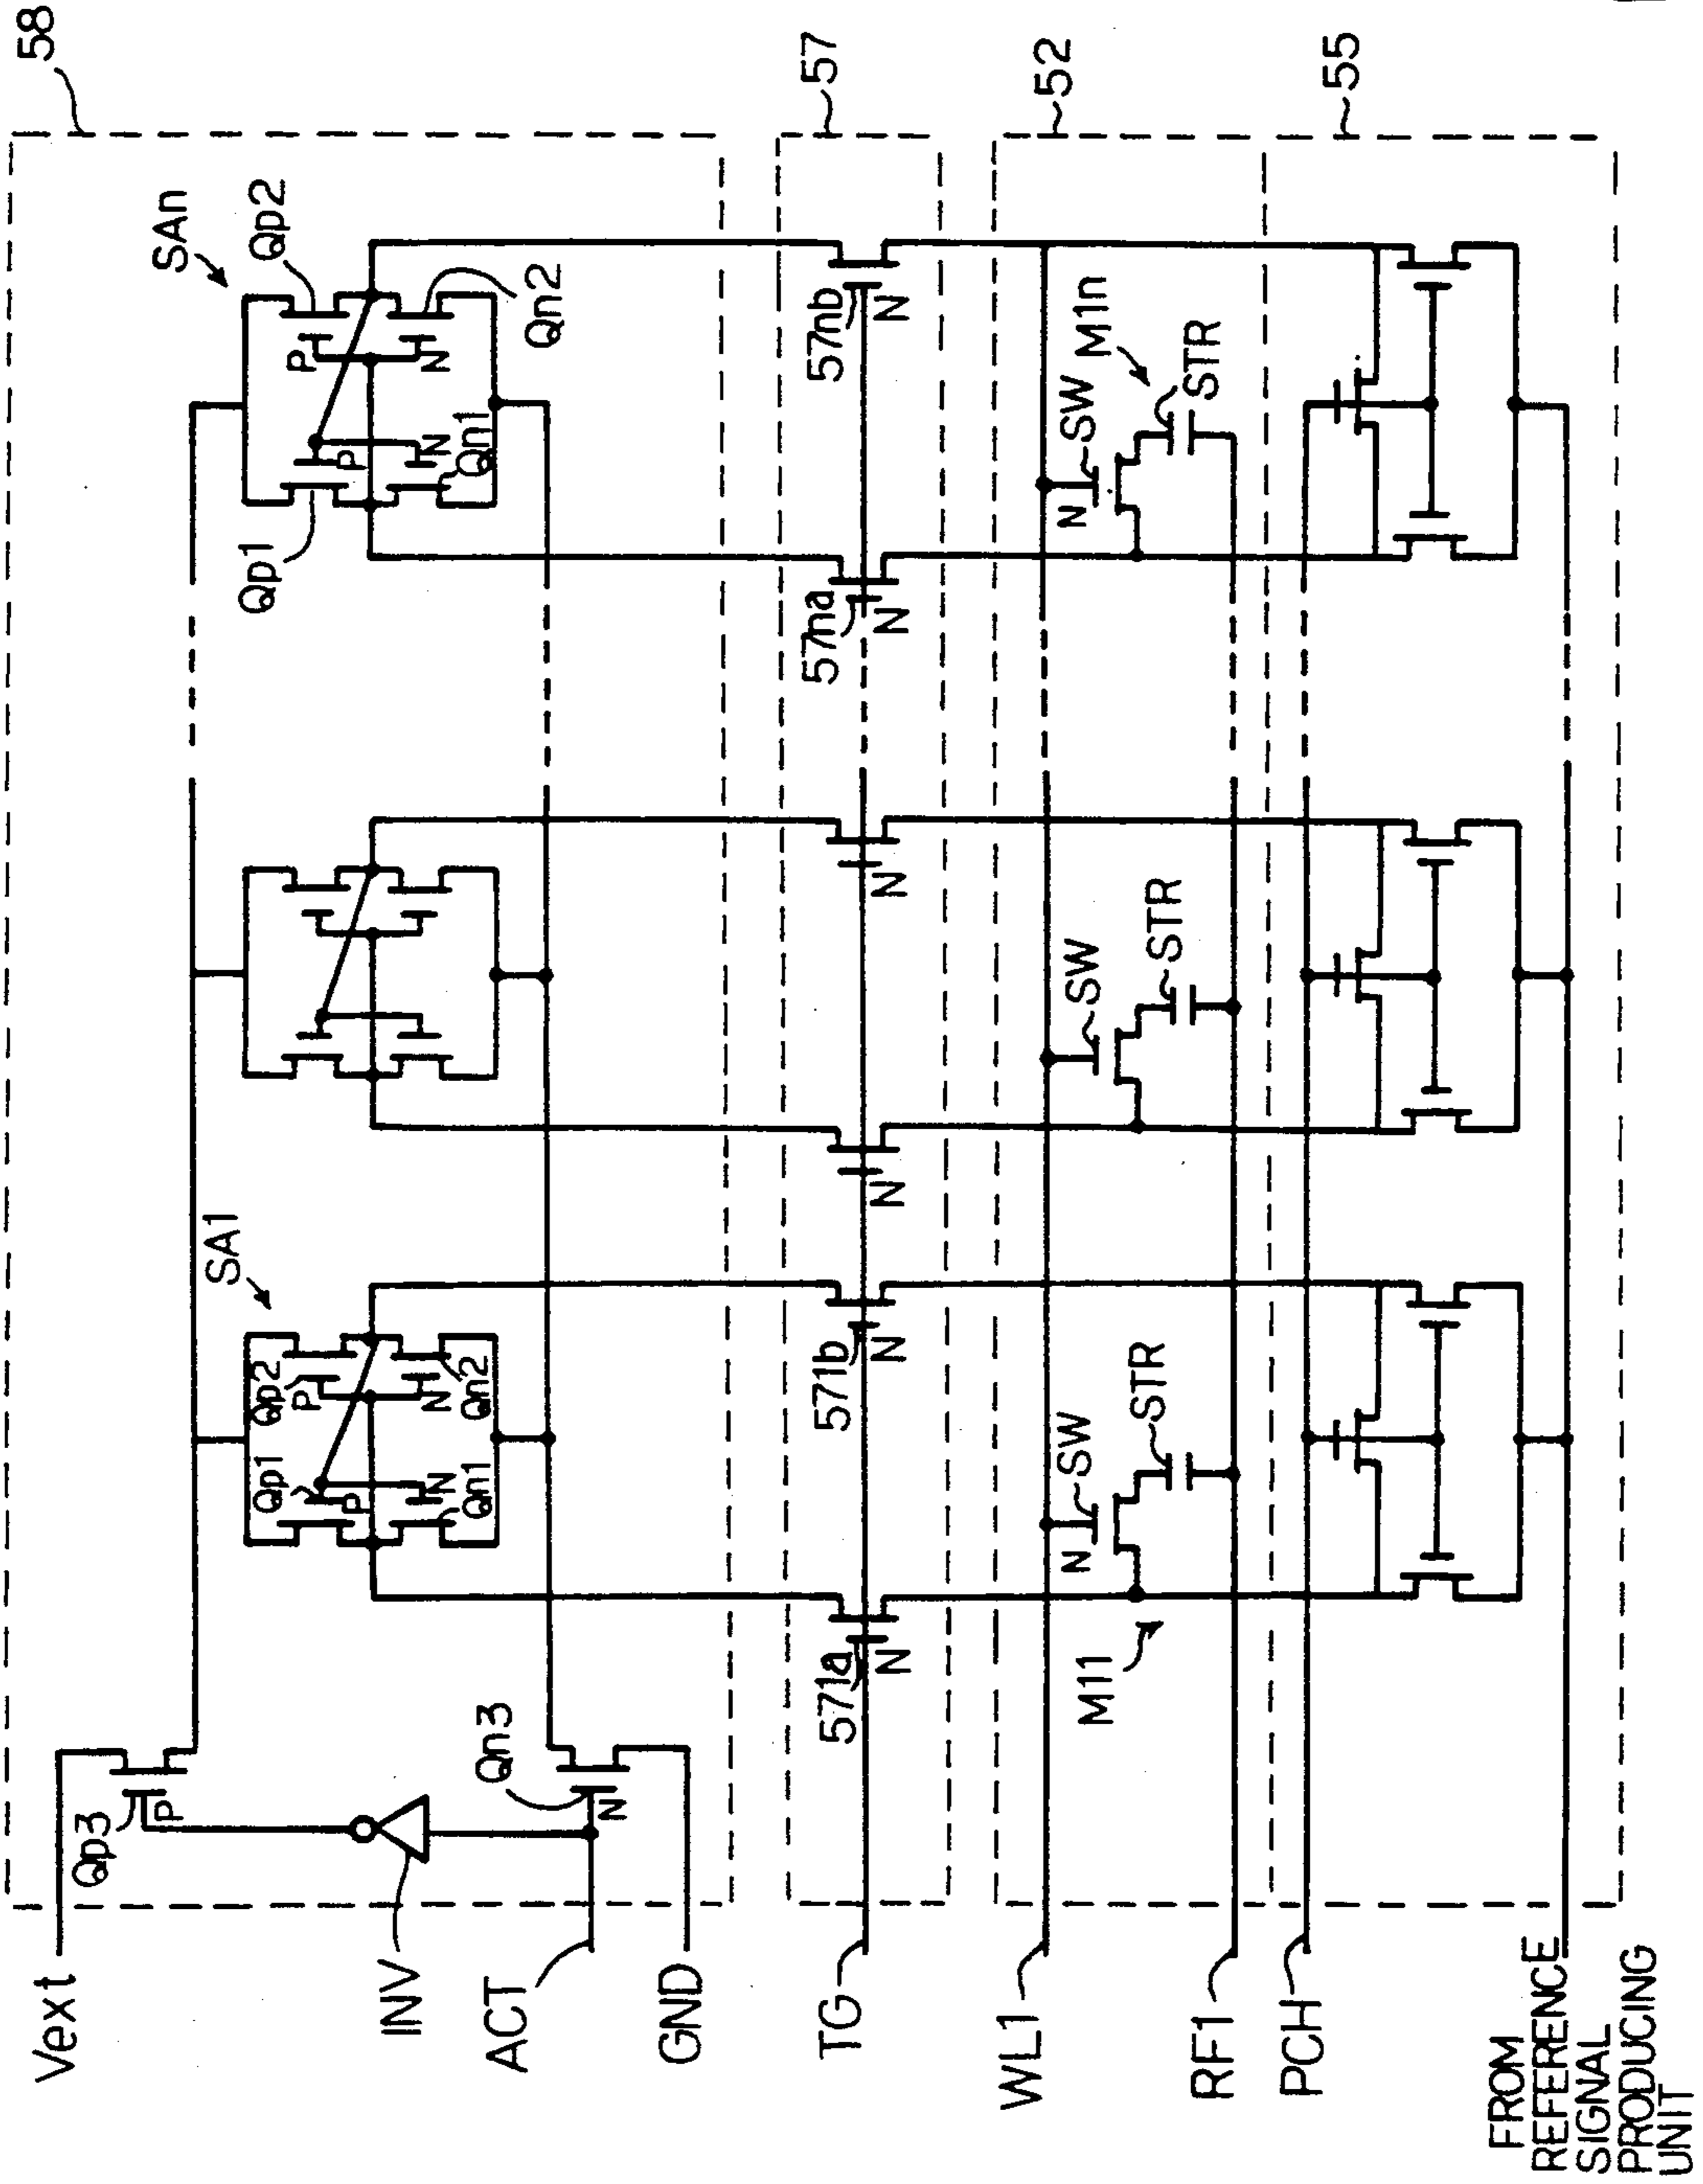 58
57
52
55
SAn
Qp2
P
Qn2
N
Qp1
P
N
Qn1
57nb
N
57na
N
M1n
SW
STR
N
N
N
SW
STR
SA1
Qp2
P
N
Qn2
Qp1
P
N
Qn1
571b
N
571a
N
SW
STR
N
M11
Qp3
P
Qn3
N
Vext
INV
ACT
GND
TG
WL1
RF1
PCH
FROM
REFERENCE
SIGNAL
PRODUCING
UNIT